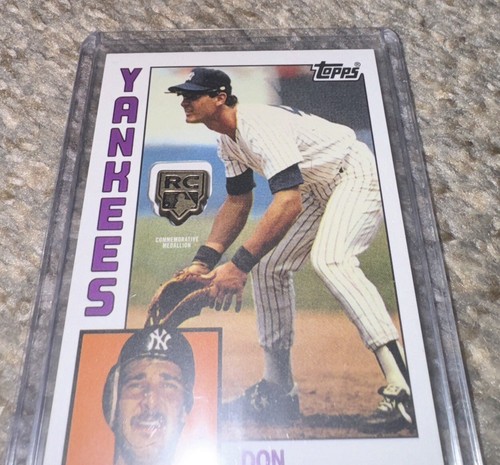 Topps®
YANKEES
RC
COMMEMORATIVE
MEDALLION
NY
DON